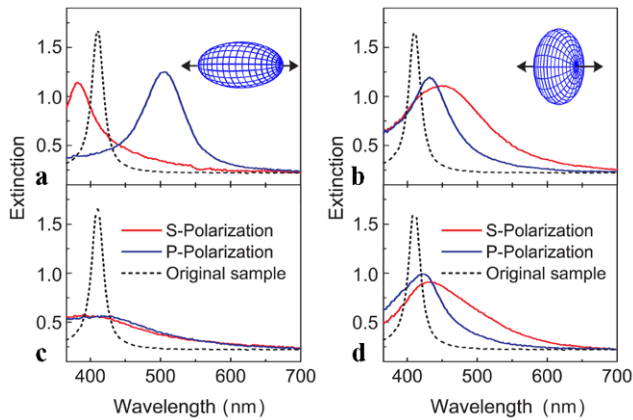 1.5
1.0
0.5
Extinction
a
b
1.5
1.0
0.5
Extinction
S-Polarization
P-Polarization
Original sample
S-Polarization
P-Polarization
Original sample
c
d
400 500 600 700
400 500 600 700
Wavelength (nm)
Wavelength (nm)